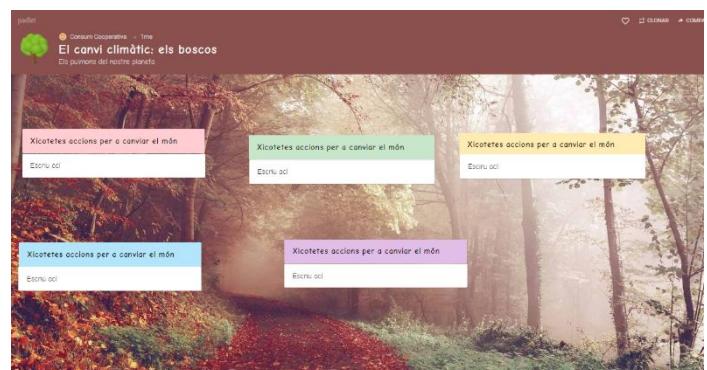 padlet
Consum Cooperativa · 1me
CLONAR
El canvi climàtic: els boscos
Els pulmons del nostre planeta
Xicotetes accions per a canviar el món
Escriu ací
Xicotetes accions per a canviar el món
Escriu ací
Xicotetes accions per a canviar el món
Escriu ací
Xicotetes accions per a canviar el món
Escriu ací
Xicotetes accions per a canviar el món
Escriu ací